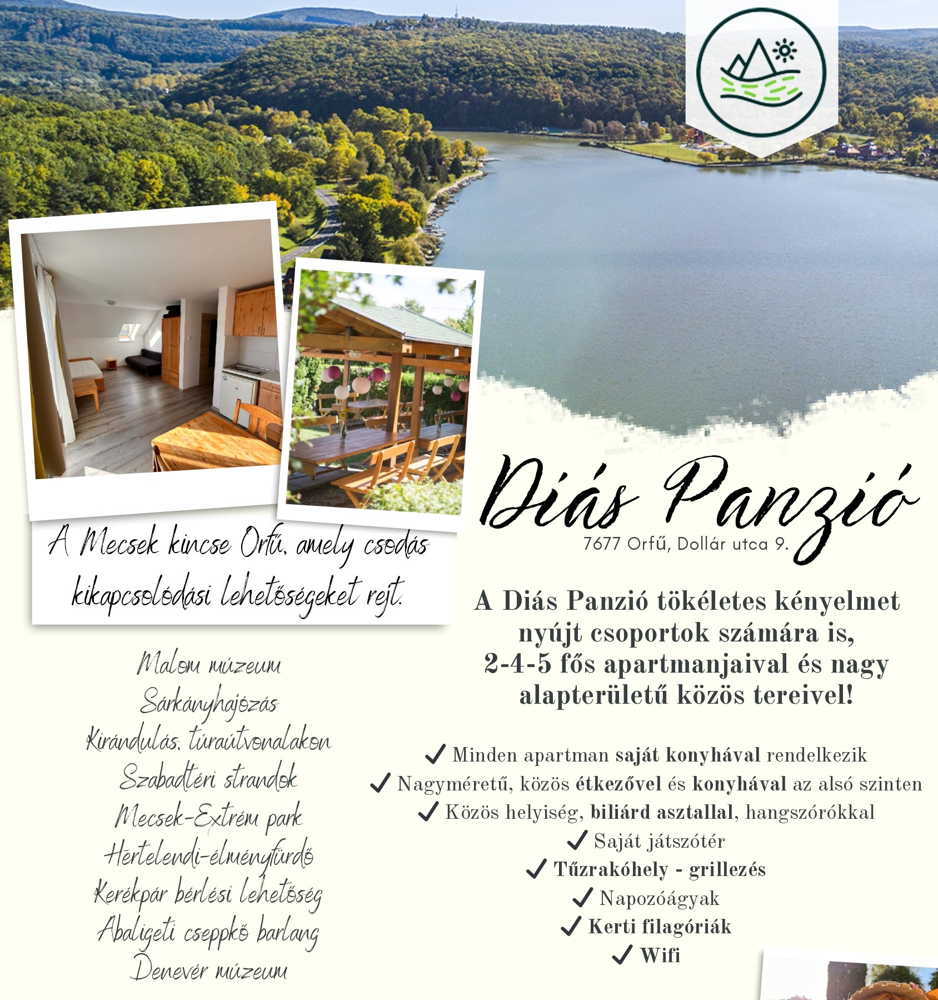 Diás Panzió
7677 Orfű, Dollár utca 9.
A Mecsek kincse Orfű, amely csodás
kikapcsolódási lehetőségeket rejt.
Malom múzeum
Sárkányhajózás
Kirándulás, túraútvonalakon
Szabadtéri strandok
Mecsek-Extrém park
Hertelendi-élményfürdő
Kerékpár bérlési lehetőség
Abaligeti cseppkő barlang
Denevér múzeum
A Diás Panzió tökéletes kényelmet
nyújt csoportok számára is,
2-4-5 fős apartmanjaival és nagy
alapterületű közös tereivel!
✓ Minden apartman saját konyhával rendelkezik
✓ Nagyméretű, közös étkezővel és konyhával az alsó szinten
✓ Közös helyiség, biliárd asztallal, hangszórókkal
✓ Saját játszótér
✓ Tűzrakóhely - grillezés
✓ Napozóágyak
✓ Kerti filagóriák
✓ Wifi